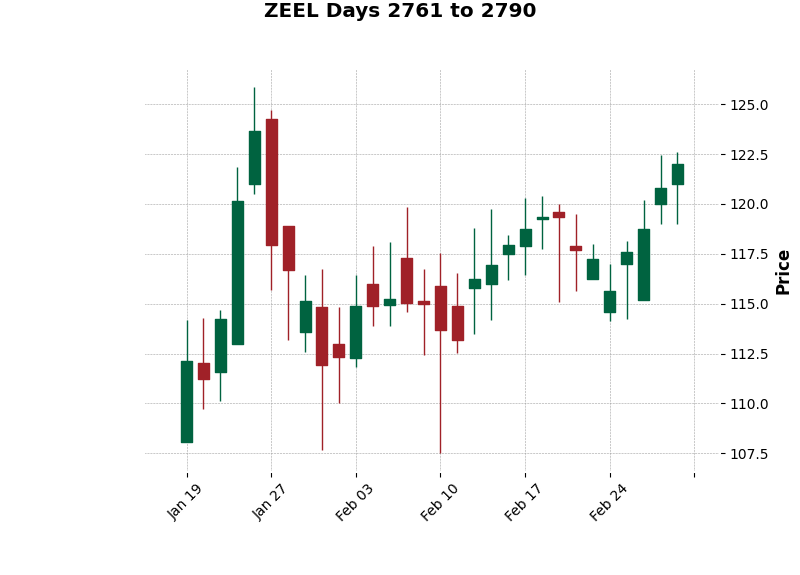 ZEEL Days 2761 to 2790
125.0
122.5
120.0
117.5
115.0
112.5
110.0
107.5
Price
Jan 19
Jan 27
Feb 03
Feb 10
Feb 17
Feb 24